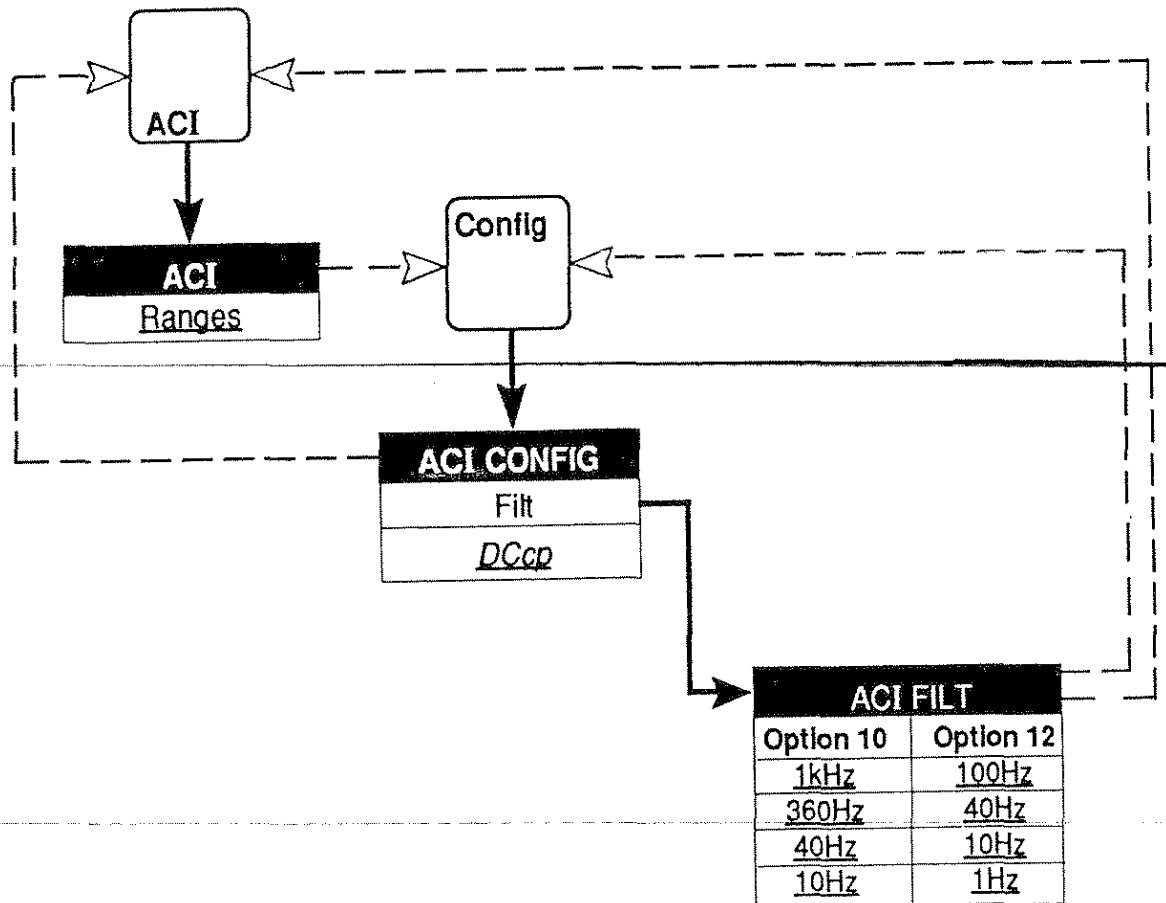 ACI
ACI
Ranges
Config
ACI CONFIG
Filt
DCcp
ACI FILT
Option 10 Option 12
1kHz 100Hz
360Hz 40Hz
40Hz 10Hz
10Hz 1Hz